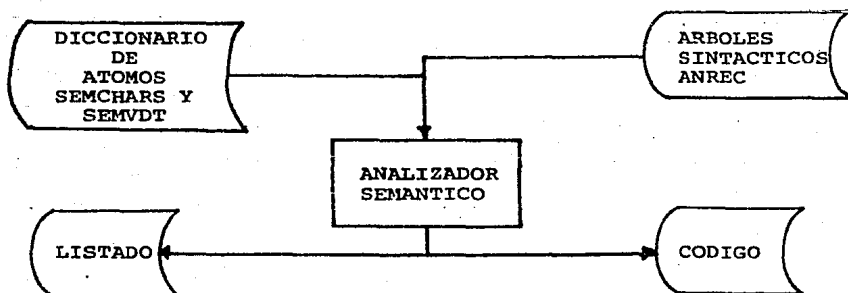 DICCIONARIO
DE
ATOMOS
SEMCHARS Y
SEMVDT
ARBOLES
SINTACTICOS
ANREC
ANALIZADOR
SEMANTICO
LISTADO
CODIGO